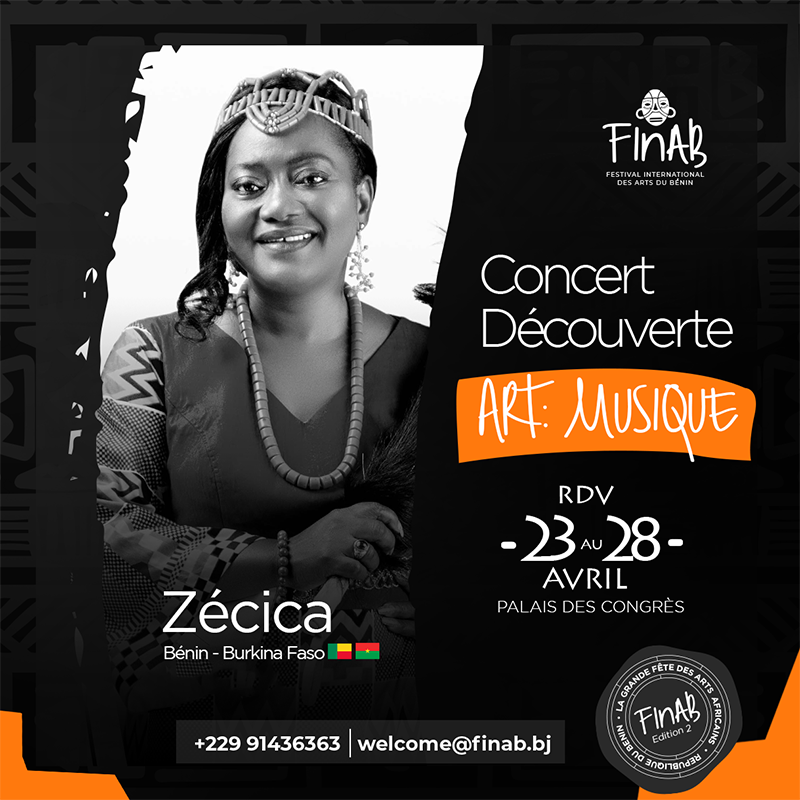 FInAB
FESTIVAL INTERNATIONAL
DES ARTS DU BÉNIN
Concert
Découverte
ART: MUSIQUE
RDV
-23 AU 28-
AVRIL
PALAIS DES CONGRÈS
Zécica
Bénin - Burkina Faso
LA GRANDE FÊTE DES ARTS AFRICAINS
FInAB
Edition 2
REPUBLIQUE DU BENIN
+229 91436363 | welcome@finab.bj